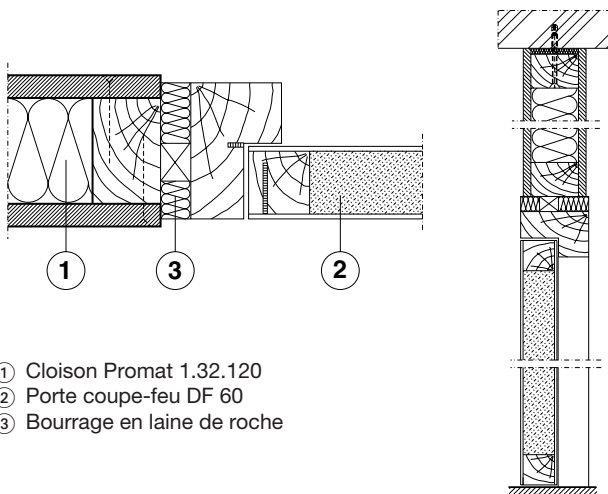 1 3 2
1 Cloison Promat 1.32.120
2 Porte coupe-feu DF 60
3 Bourrage en laine de roche